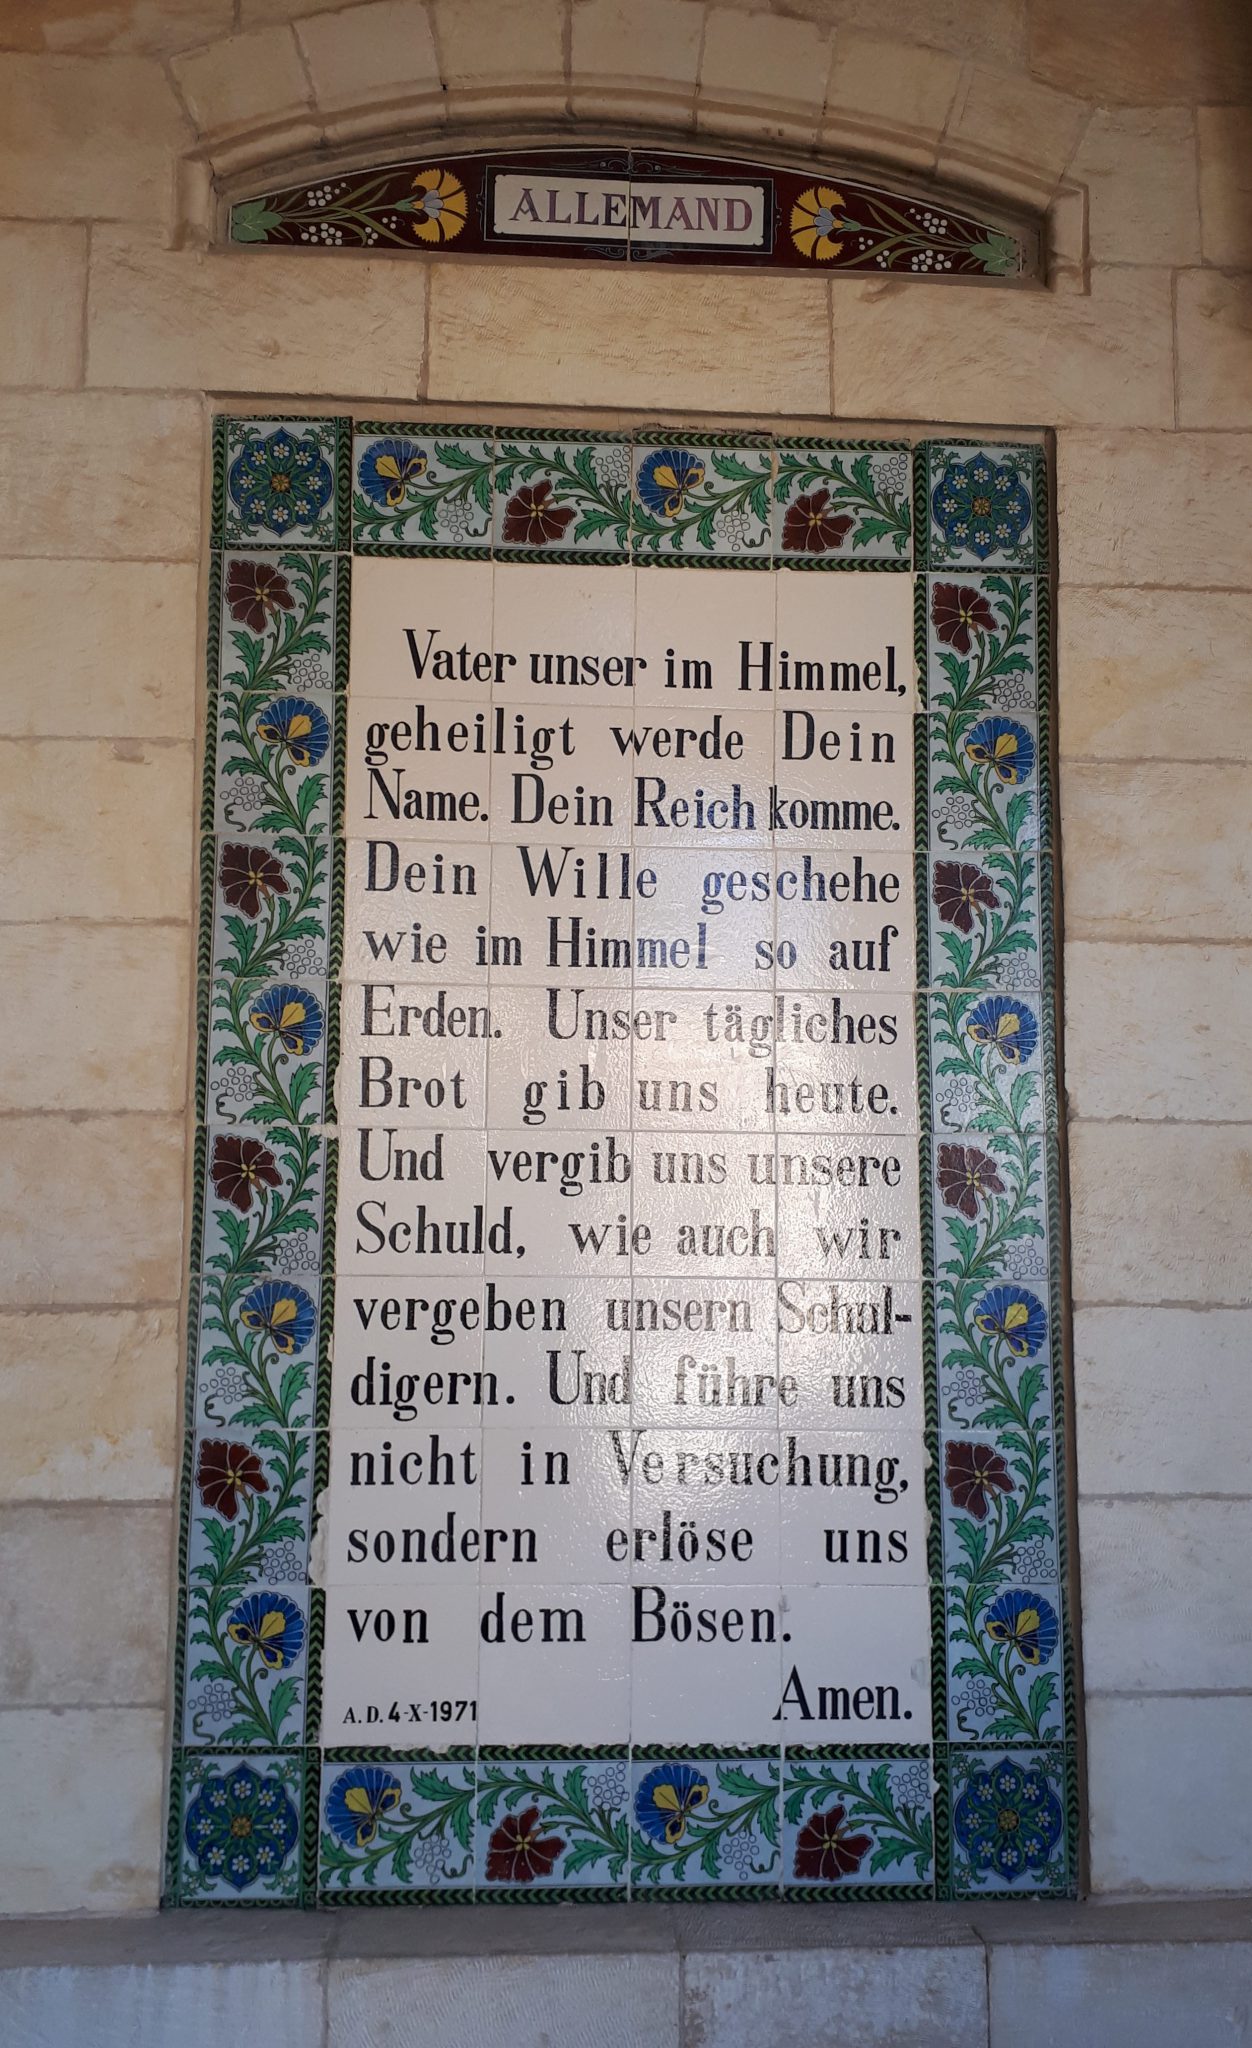 ALLEMAND
Vater unser im Himmel,
geheiligt werde Dein
Name. Dein Reich komme.
Dein Wille geschehe
wie im Himmel so auf
Erden. Unser tägliches
Brot gib uns heute.
Und vergib uns unsere
Schuld, wie auch wir
vergeben unsern Schul-
digern. Und führe uns
nicht in Versuchung,
sondern erlöse uns
von dem Bösen.
Amen.
A.D. 4-X-1971